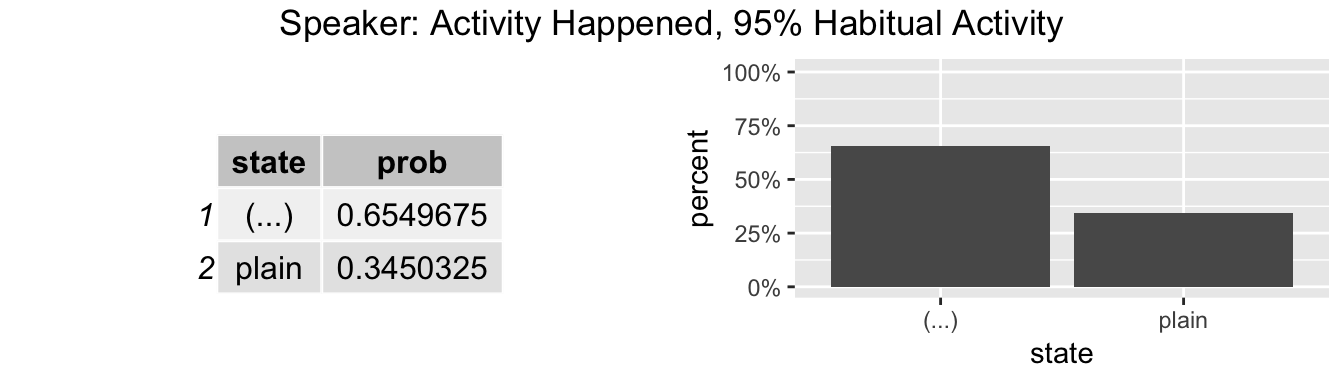 Speaker: Activity Happened, 95% Habitual Activity
state prob
1 (...) 0.6549675
2 plain 0.3450325
percent
100%
75%
50%
25%
0%
(...) plain
state